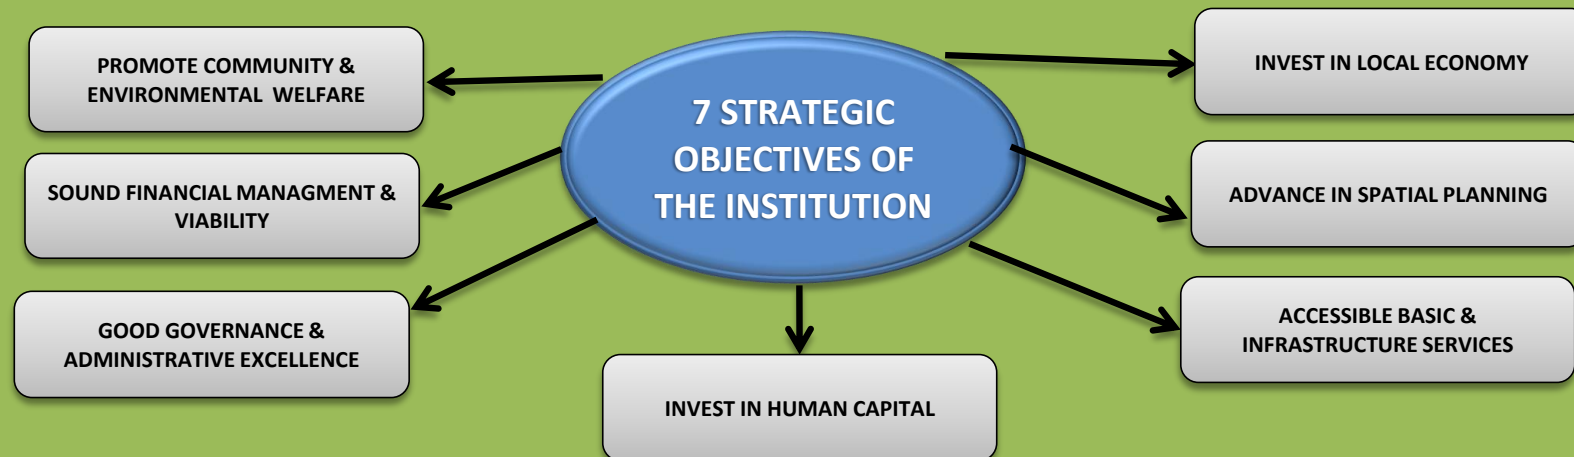 PROMOTE COMMUNITY &
ENVIRONMENTAL WELFARE
SOUND FINANCIAL MANAGMENT &
VIABILITY
GOOD GOVERNANCE &
ADMINISTRATIVE EXCELLENCE
7 STRATEGIC
OBJECTIVES OF
THE INSTITUTION
INVEST IN HUMAN CAPITAL
INVEST IN LOCAL ECONOMY
ADVANCE IN SPATIAL PLANNING
ACCESSIBLE BASIC &
INFRASTRUCTURE SERVICES